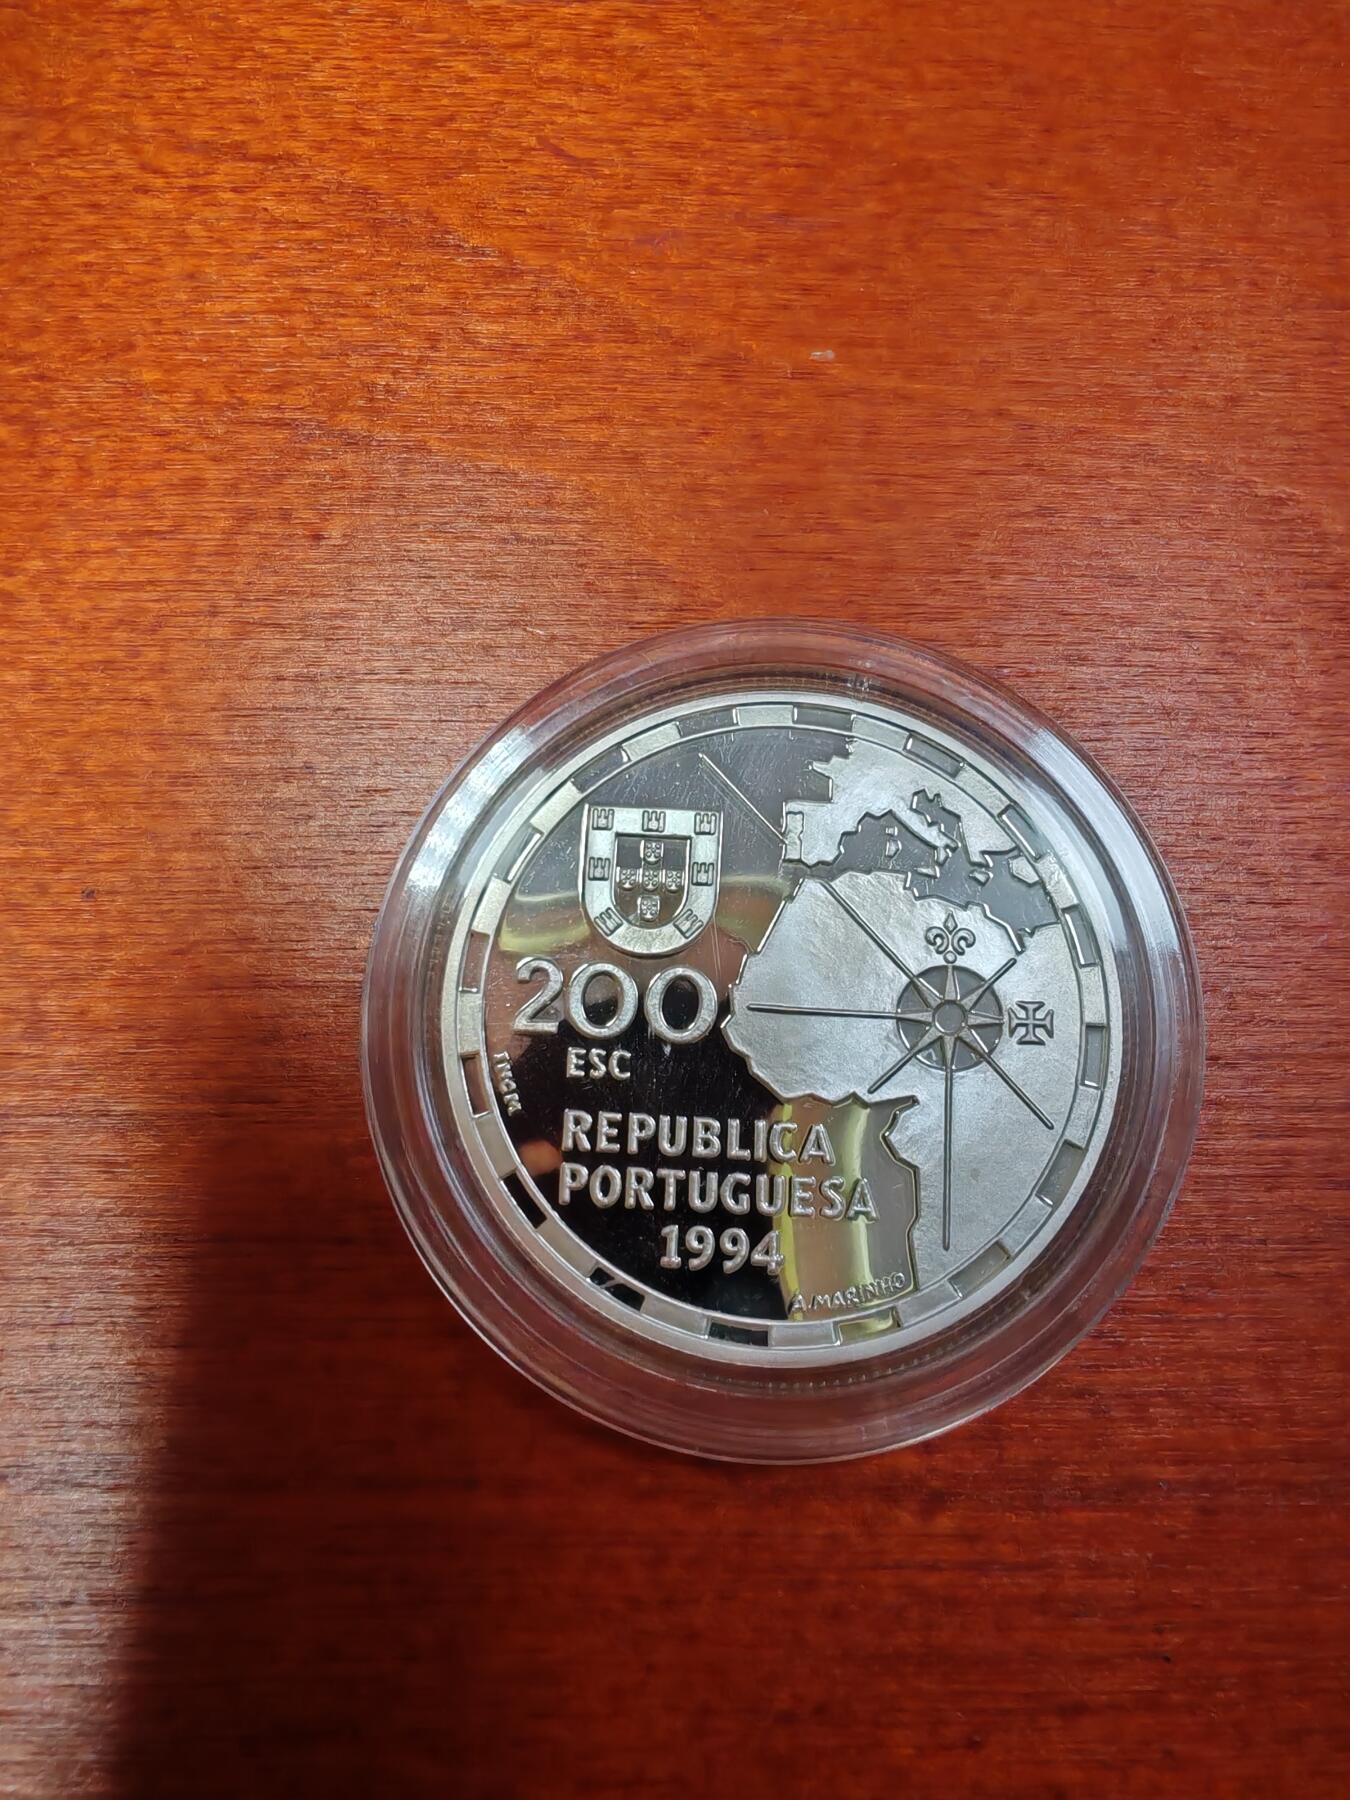 200
ESC
INCM
REPUBLICA
PORTUGUESA
1994
A.MARINHO